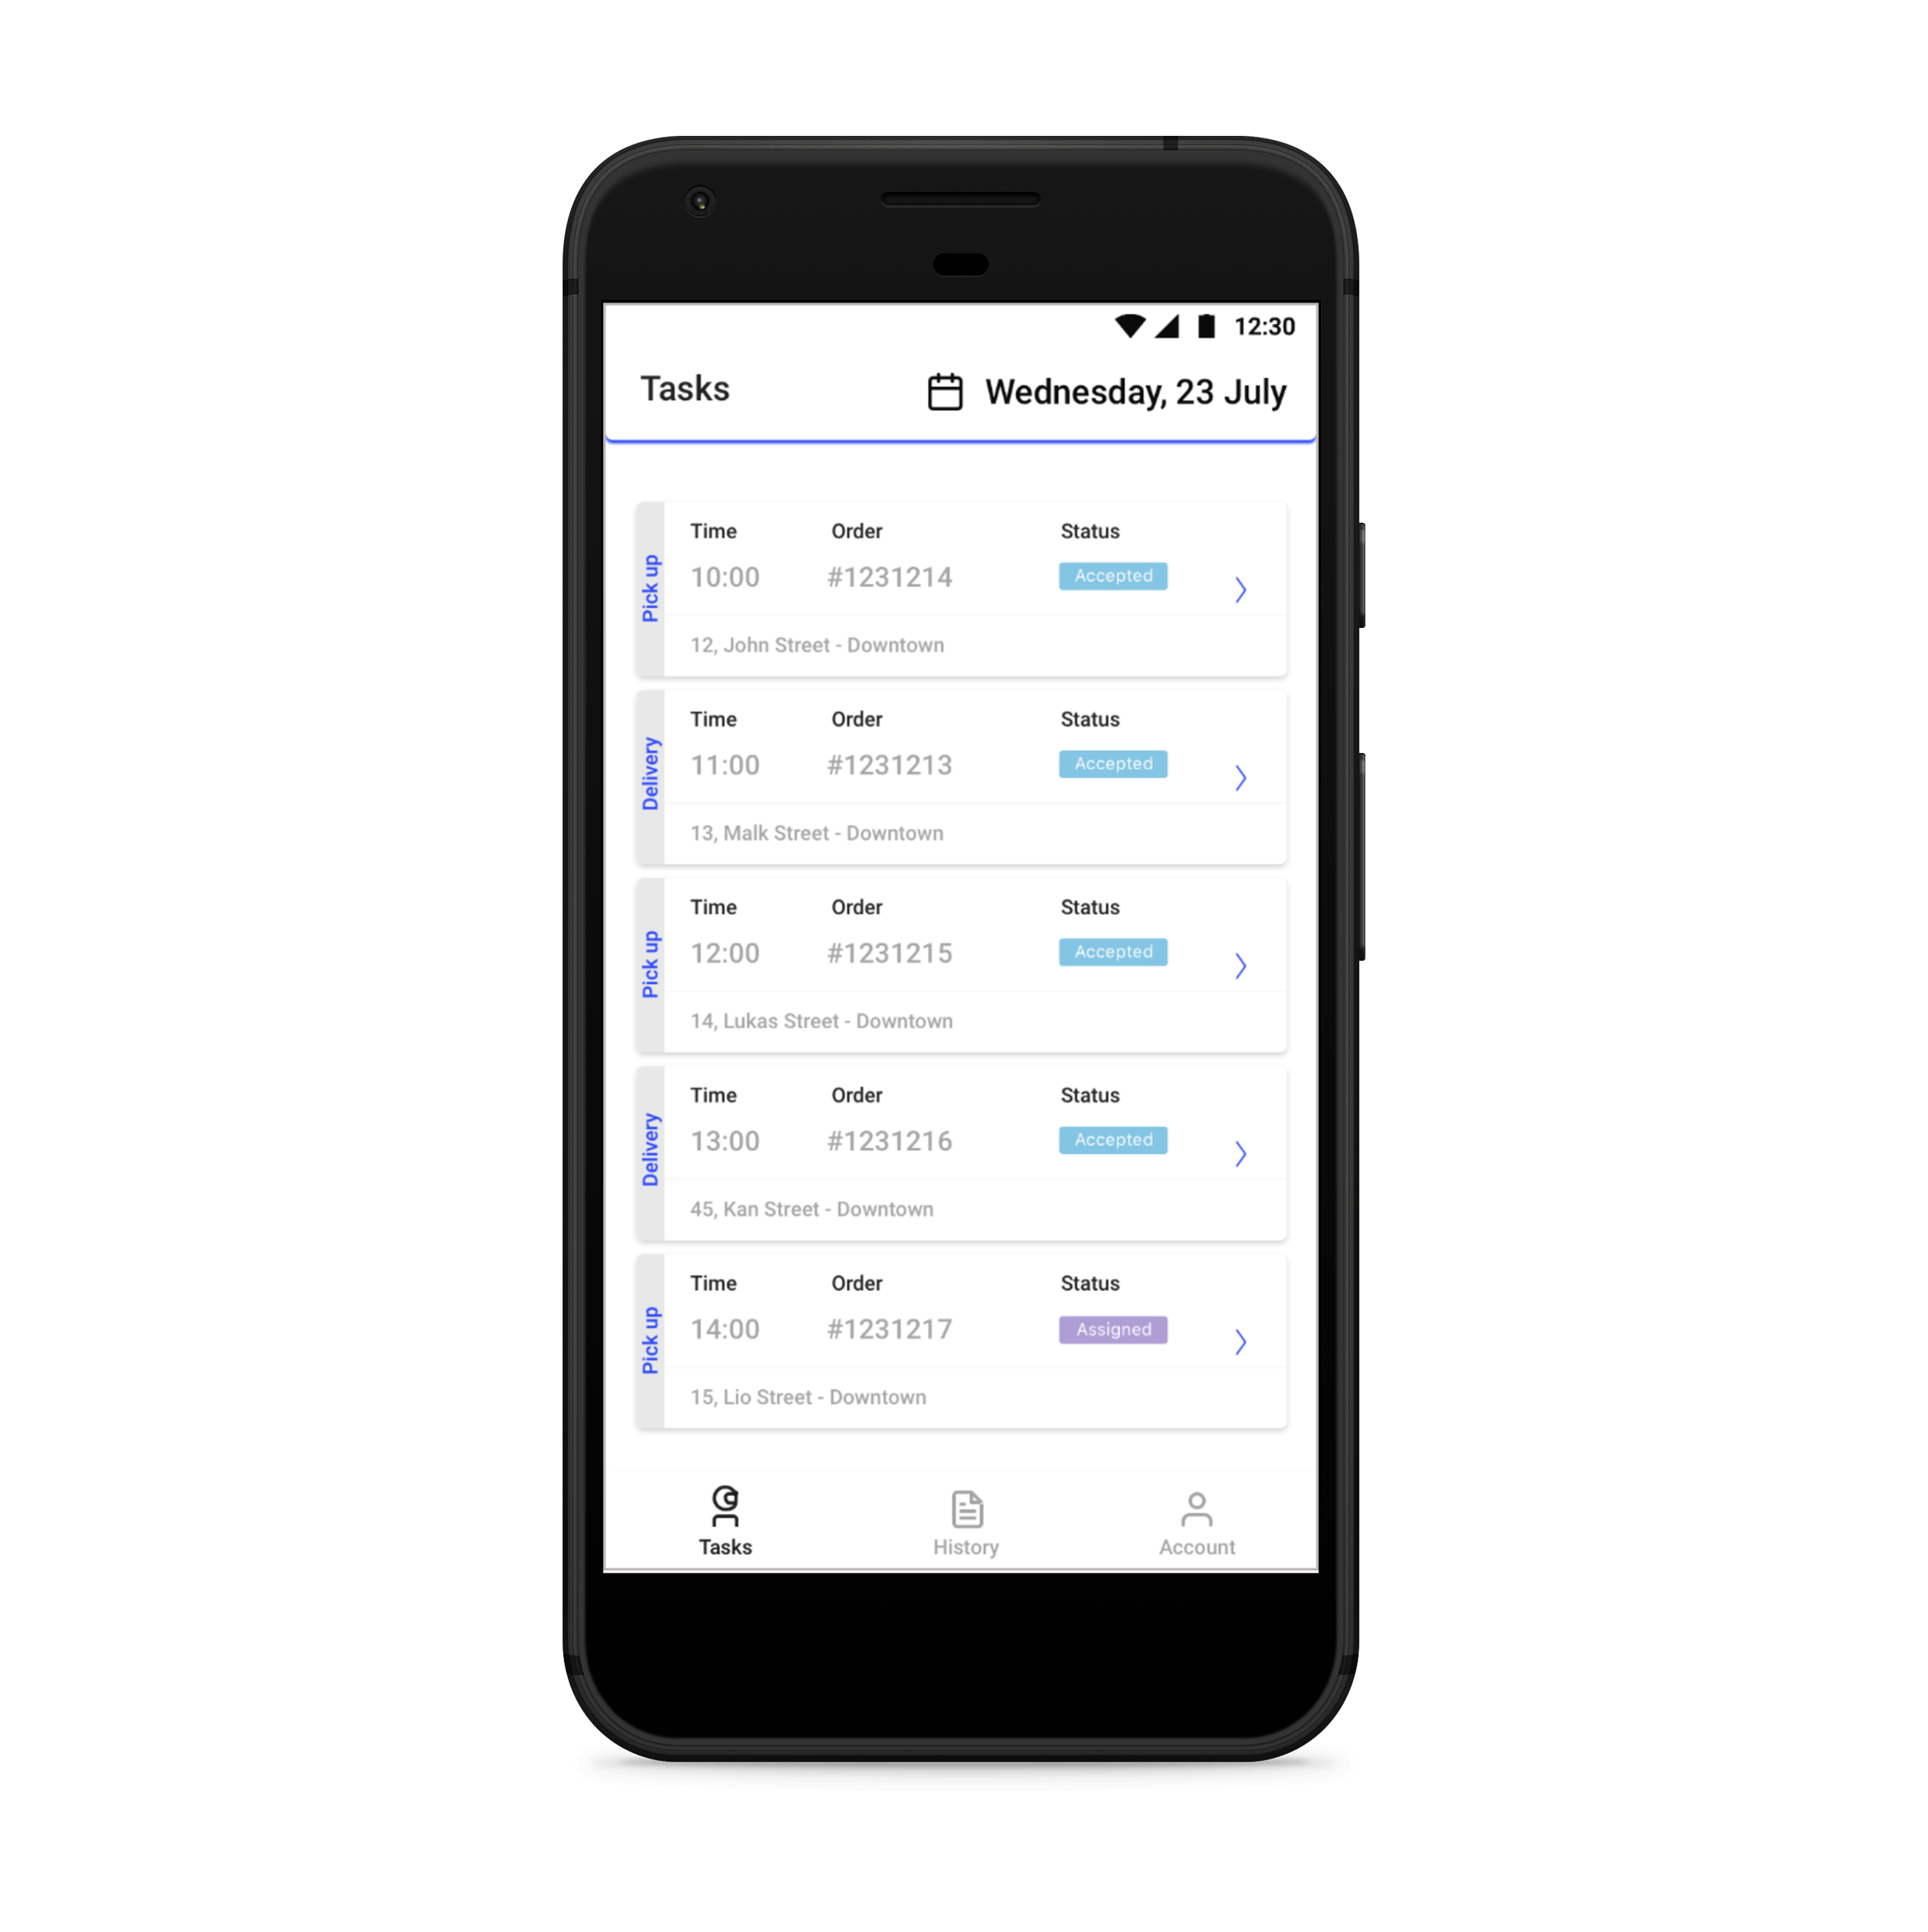 12:30
Tasks
Wednesday, 23 July
Pick up
Time Order Status
10:00 #1231214 Accepted
12, John Street - Downtown
Delivery
Time Order Status
11:00 #1231213 Accepted
13, Malk Street - Downtown
Pick up
Time Order Status
12:00 #1231215 Accepted
14, Lukas Street - Downtown
Delivery
Time Order Status
13:00 #1231216 Accepted
45, Kan Street - Downtown
Pick up
Time Order Status
14:00 #1231217 Assigned
15, Lio Street - Downtown
Tasks History Account